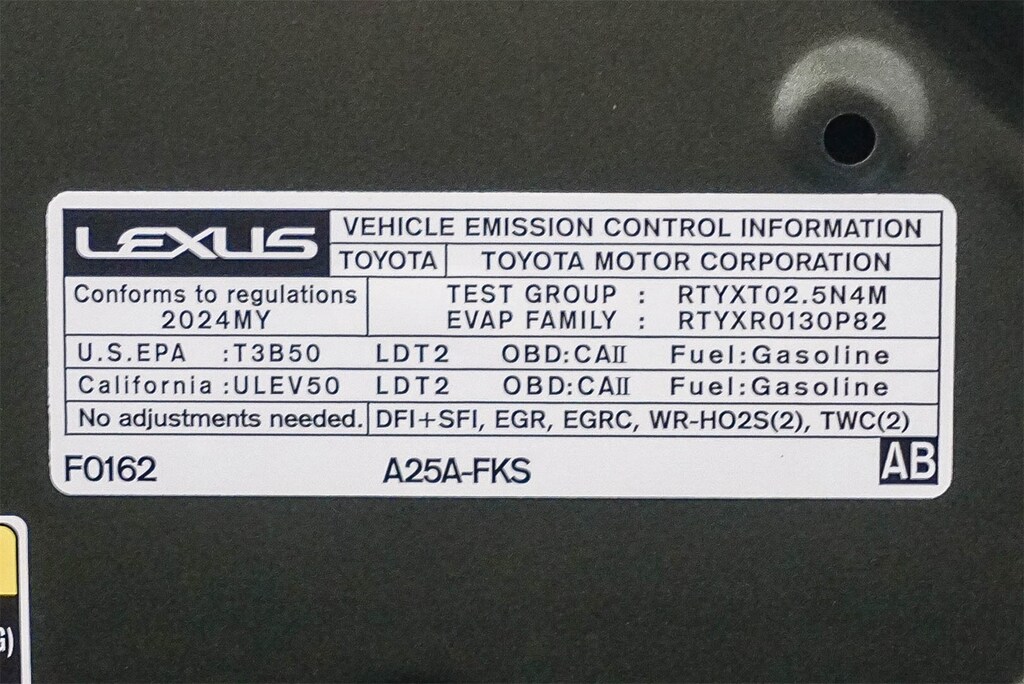 LEXUS VEHICLE EMISSION CONTROL INFORMATION
TOYOTA TOYOTA MOTOR CORPORATION
Conforms to regulations TEST GROUP : RTYXT02.5N4M
2024MY EVAP FAMILY : RTYXR0130P82
U.S.EPA :T3B50 LDT2 OBD:CAII Fuel:Gasoline
California :ULEV50 LDT2 OBD:CAII Fuel:Gasoline
No adjustments needed. DFI+SFI, EGR, EGRC, WR-HO2S(2), TWC(2)
F0162 A25A-FKS AB